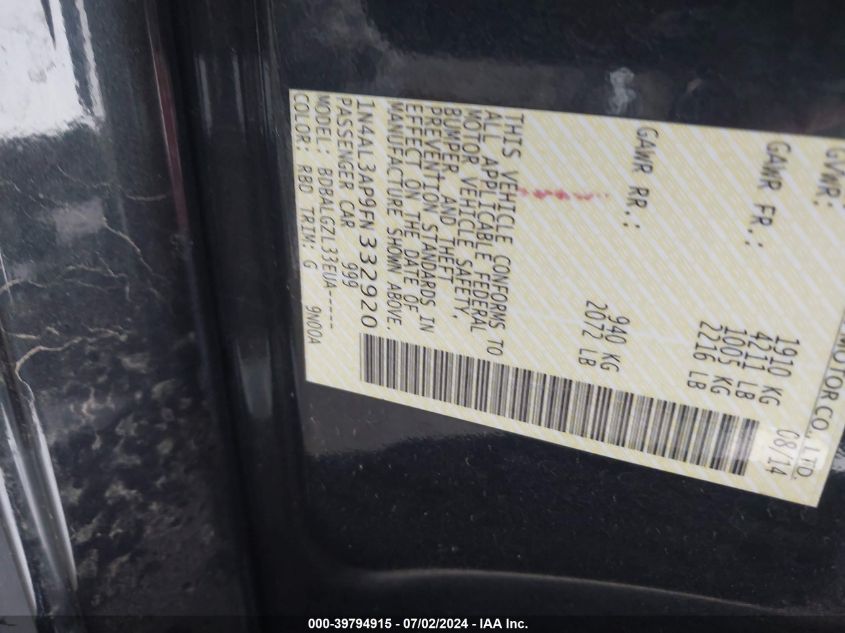 MOTOR CO., LTD.
08/14
GVWR: 1910 KG
4211 LB
GAWR FR.: 1005 KG
2216 LB
GAWR RR.: 940 KG
2072 LB
THIS VEHICLE CONFORMS TO
ALL APPLICABLE FEDERAL
MOTOR VEHICLE SAFETY,
BUMPER, AND THEFT
PREVENTION STANDARDS IN
EFFECT ON THE DATE OF
MANUFACTURE SHOWN ABOVE.
1N4AL3AP9FN332920
PASSENGER CAR 999
MODEL: BDBALGZL33EUA-----
COLOR: RBD TRIM: G 9N00A
000-39794915 - 07/02/2024 - IAA Inc.